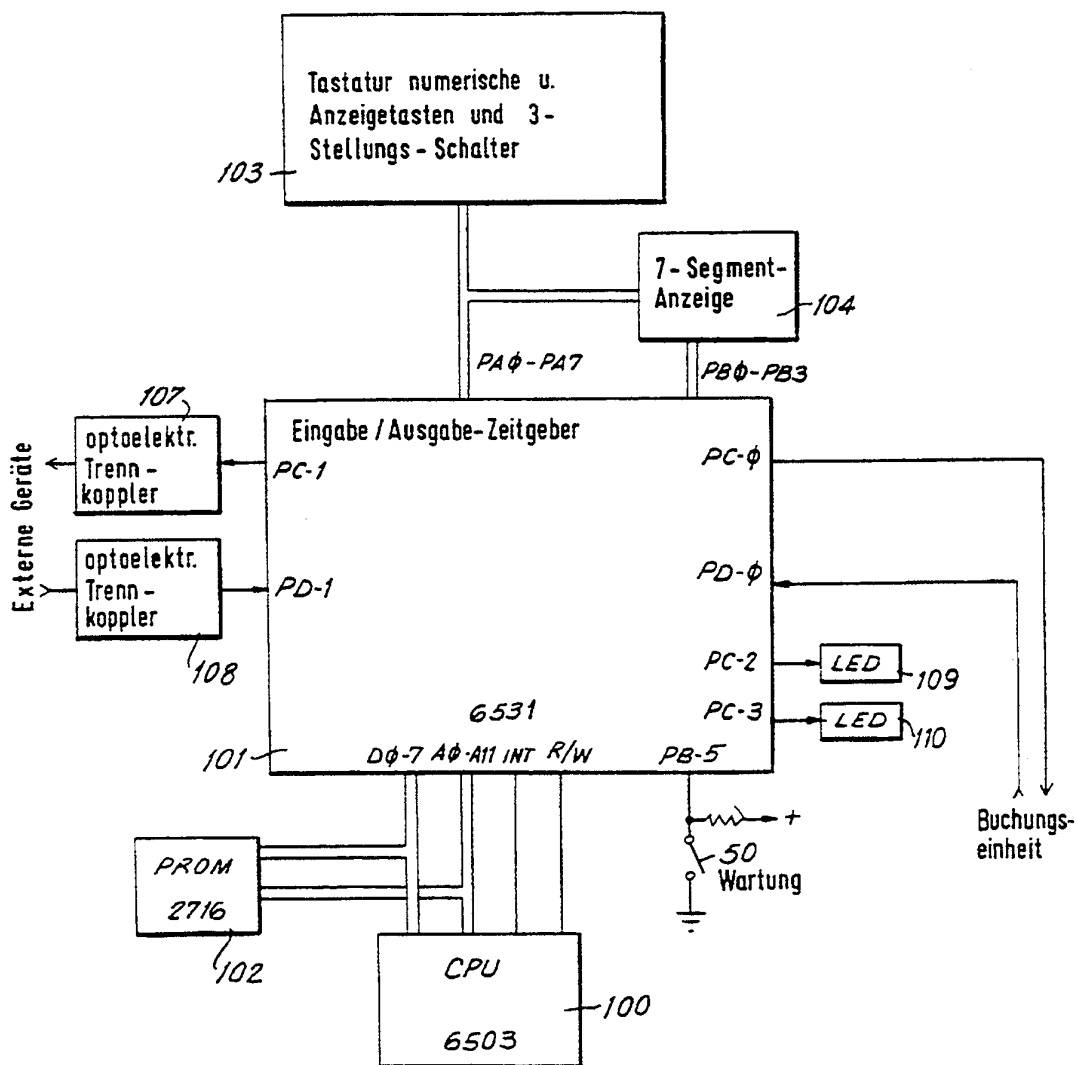 Tastatur numerische u.
Anzeigetasten und 3-
Stellungs-Schalter
103
7-Segment-
Anzeige
104
PAϕ-PA7
PBϕ-PB3
107
optoelektr.
Trenn-
koppler
Externe Geräte
optoelektr.
Trenn-
koppler
108
Eingabe/Ausgabe-Zeitgeber
PC-1
PC-ϕ
PD-1
PD-ϕ
PC-2
LED
109
PC-3
LED
110
6531
101
Dϕ-7
Aϕ-A11
INT
R/W
PB-5
+
50
Wartung
Buchungs-
einheit
PROM
2716
102
CPU
6503
100